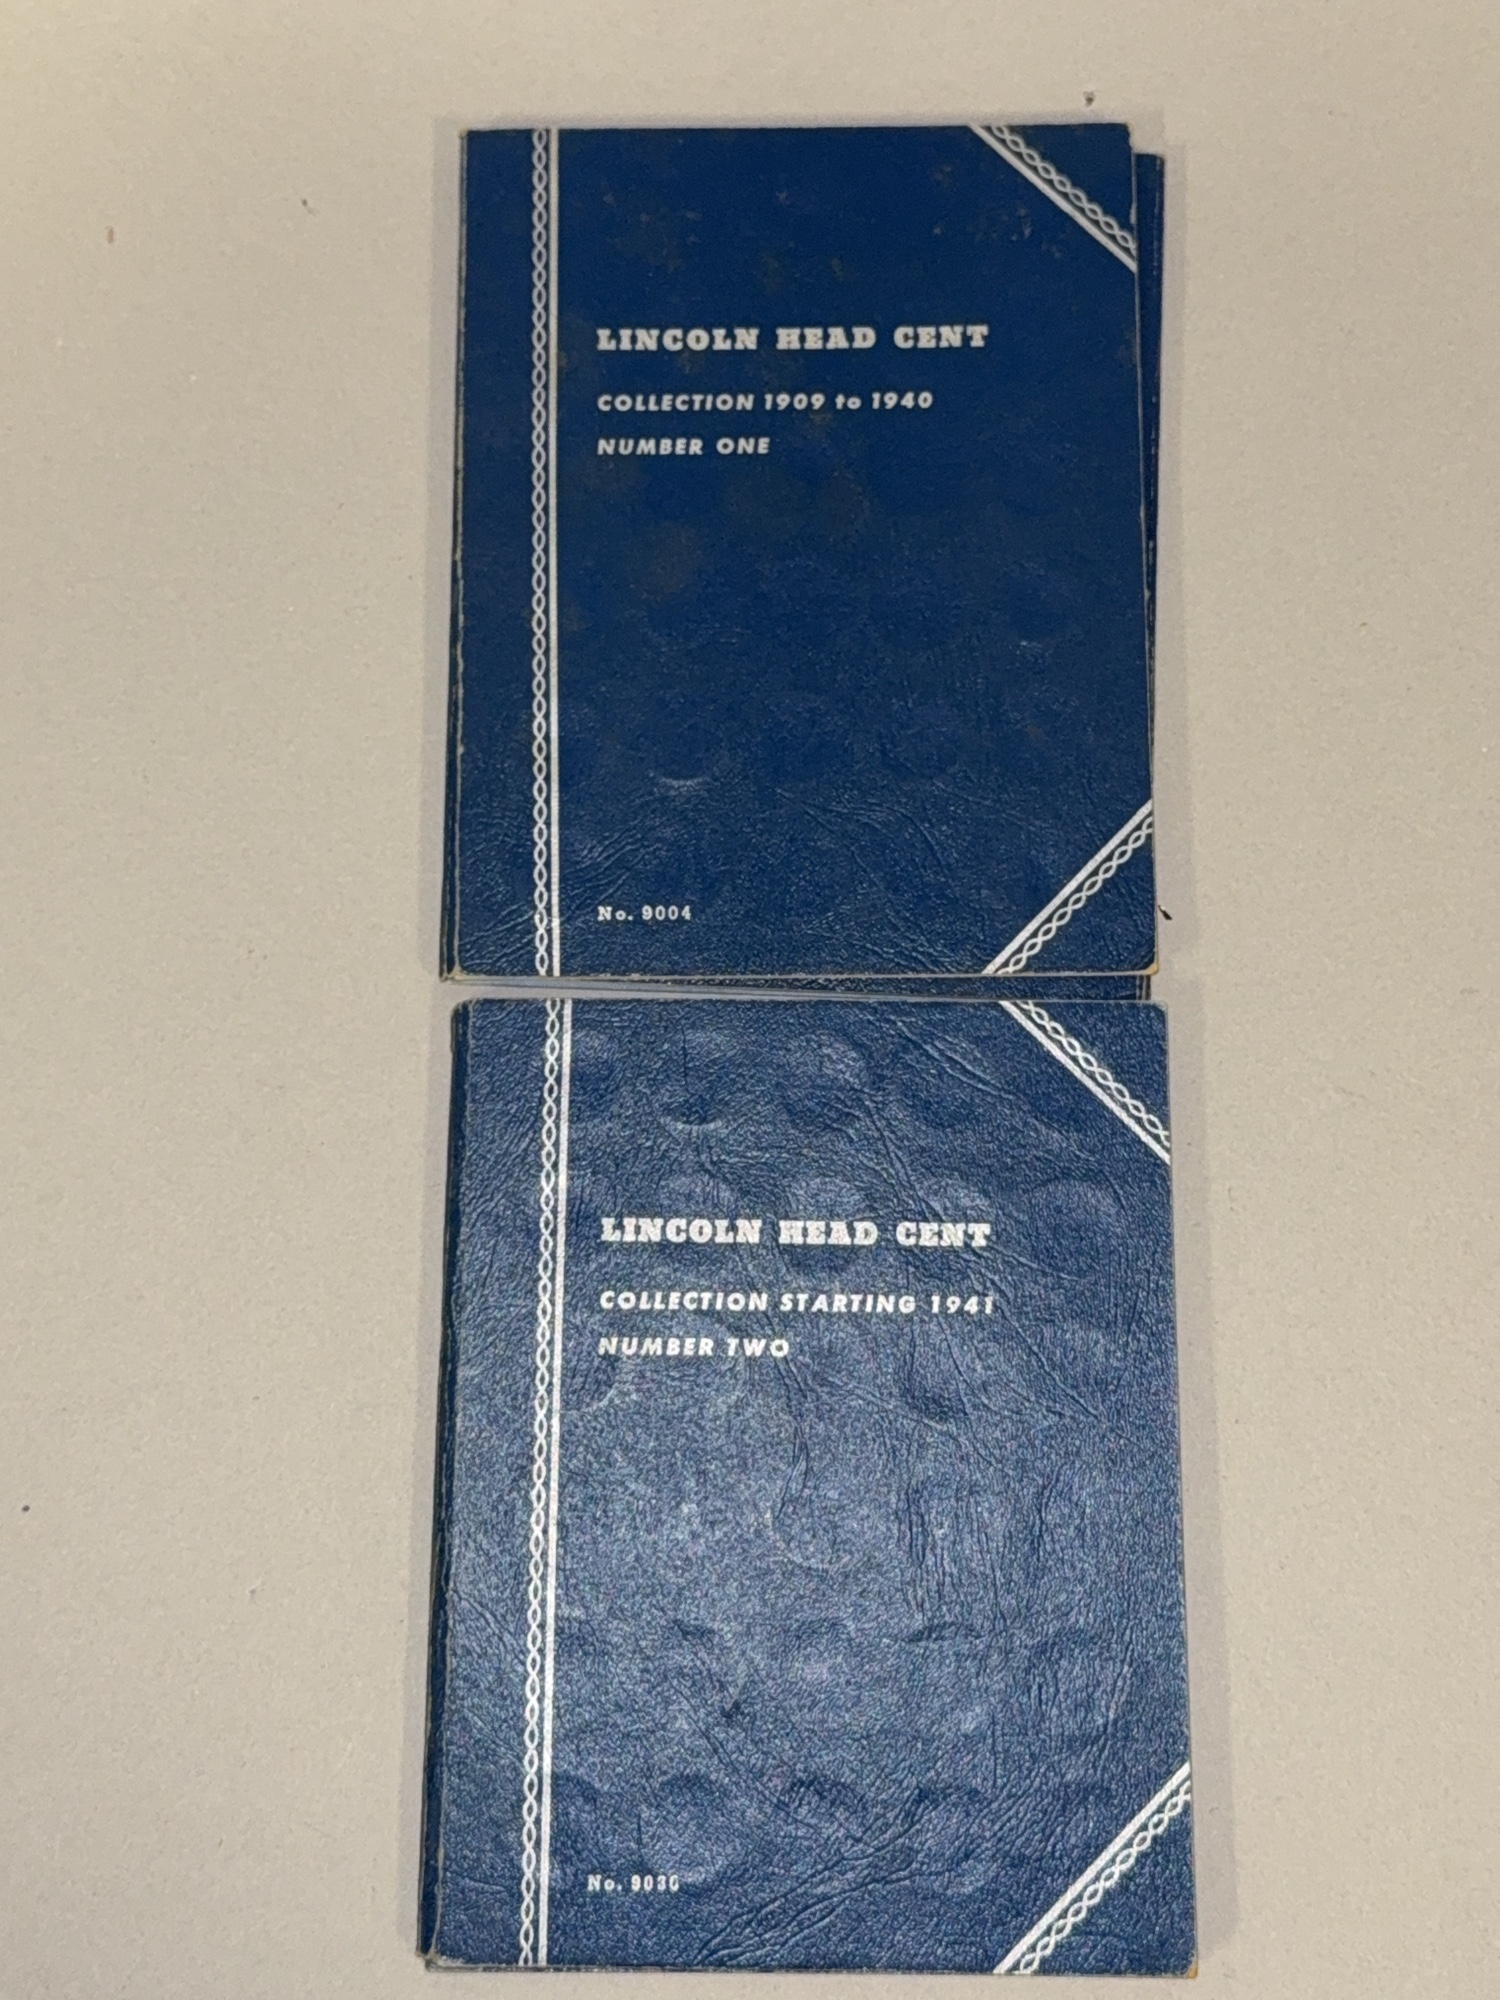 LINCOLN HEAD CENT
COLLECTION 1909 to 1940
NUMBER ONE
No. 9004
LINCOLN HEAD CENT
COLLECTION STARTING 1941
NUMBER TWO
No. 9030